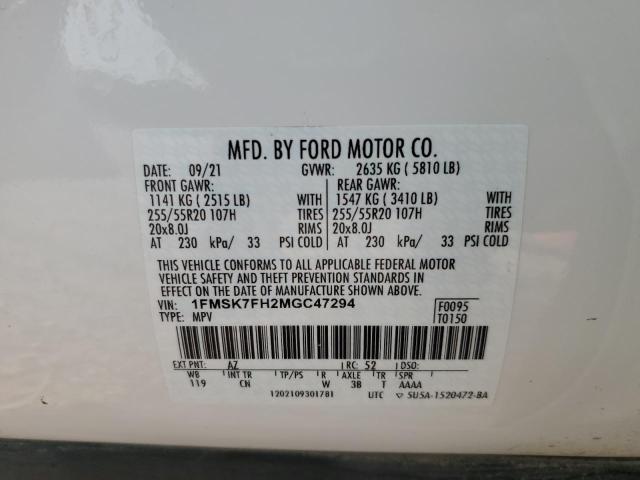 MFD. BY FORD MOTOR CO.
DATE: 09/21 GVWR: 2635 KG ( 5810 LB)
FRONT GAWR: REAR GAWR:
1141 KG ( 2515 LB) WITH 1547 KG ( 3410 LB) WITH
255/55R20 107H TIRES 255/55R20 107H TIRES
20x8.0J RIMS 20x8.0J RIMS
AT 230 kPa/ 33 PSI COLD AT 230 kPa/ 33 PSI COLD
THIS VEHICLE CONFORMS TO ALL APPLICABLE FEDERAL MOTOR
VEHICLE SAFETY AND THEFT PREVENTION STANDARDS IN
EFFECT ON THE DATE OF MANUFACTURE SHOWN ABOVE.
VIN: 1FMSK7FH2MGC47294 F0095
TYPE: MPV T0150
EXT PNT: AZ RC: 52 DSO:
WB INT TR TP/PS R AXLE TR SPR
119 CN W 3B T AAAA
1202109301781 UTC ▽ 5U5A-1520472-BA